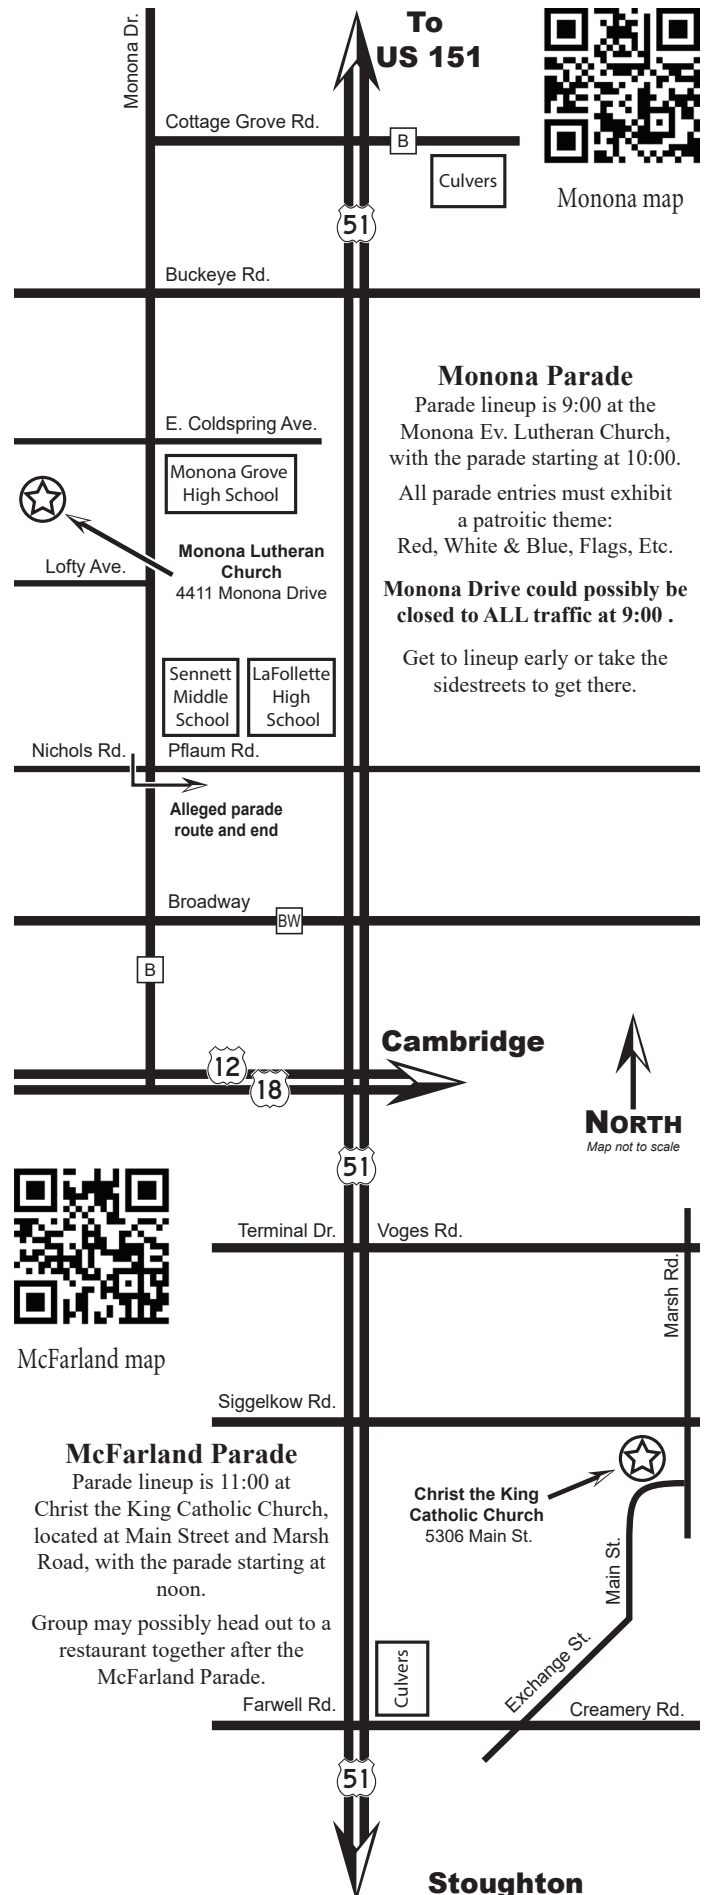 Monona Dr.
To
US 151
Cottage Grove Rd.
B
Culvers
Monona map
51
Buckeye Rd.
Monona Parade
Parade lineup is 9:00 at the
Monona Ev. Lutheran Church,
with the parade starting at 10:00.
All parade entries must exhibit
a patroitic theme:
Red, White & Blue, Flags, Etc.
Monona Drive could possibly be
closed to ALL traffic at 9:00 .
Get to lineup early or take the
sidestreets to get there.
E. Coldspring Ave.
Monona Grove
High School
Monona Lutheran
Church
4411 Monona Drive
Lofty Ave.
Sennett
Middle
School
LaFollette
High
School
Nichols Rd.
Pflaum Rd.
Alleged parade
route and end
Broadway
BW
B
Cambridge
12
18
NORTH
Map not to scale
51
McFarland map
Terminal Dr.
Voges Rd.
Marsh Rd.
Siggelkow Rd.
McFarland Parade
Parade lineup is 11:00 at
Christ the King Catholic Church,
located at Main Street and Marsh
Road, with the parade starting at
noon.
Group may possibly head out to a
restaurant together after the
McFarland Parade.
Christ the King
Catholic Church
5306 Main St.
Main St.
Exchange St.
Culvers
Farwell Rd.
Creamery Rd.
51
Stoughton